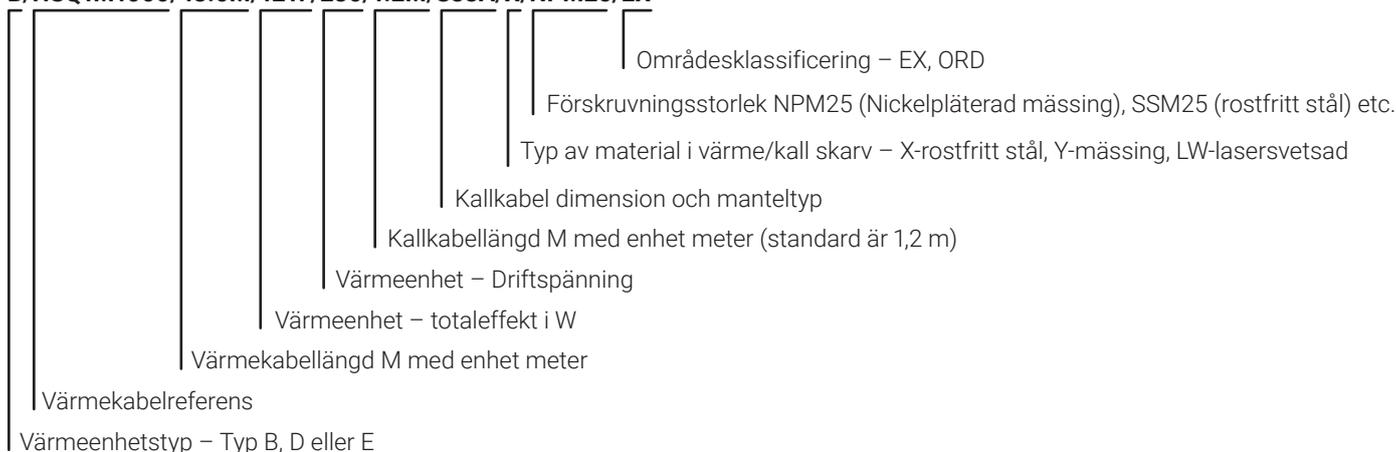 Områdesklassificering – EX, ORD
Förskruvningsstorlek NPM25 (Nickelpläterad mässing), SSM25 (rostfritt stål) etc.
Typ av material i värme/kall skarv – X-rostfritt stål, Y-mässing, LW-lasersvetsad
Kallkabel dimension och manteltyp
Kallkabellängd M med enhet meter (standard är 1,2 m)
Värmeenhet – Driftspänning
Värmeenhet – totaleffekt i W
Värmekabellängd M med enhet meter
Värmekabelreferens
Värmeenhetstyp – Typ B, D eller E